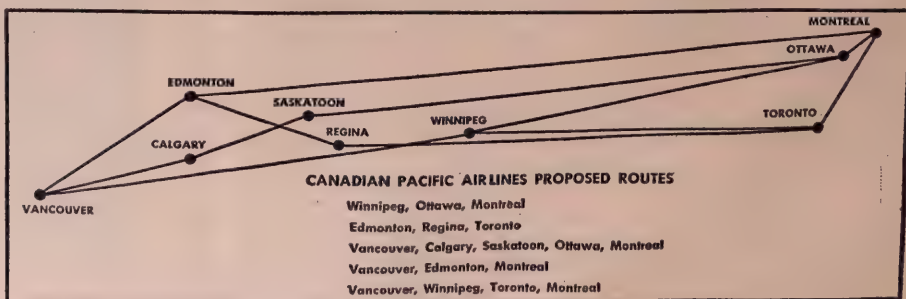 MONTREAL
OTTAWA
EDMONTON
SASKATOON
WINNIPEG
TORONTO
REGINA
CALGARY
VANCOUVER
CANADIAN PACIFIC AIRLINES PROPOSED ROUTES
Winnipeg, Ottawa, Montreal
Edmonton, Regina, Toronto
Vancouver, Calgary, Saskatoon, Ottawa, Montreal
Vancouver, Edmonton, Montreal
Vancouver, Winnipeg, Toronto, Montreal